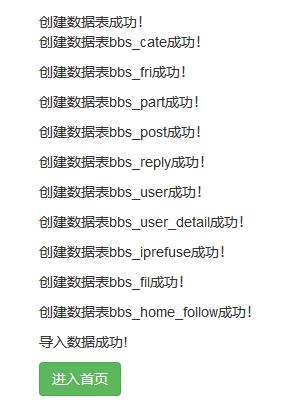 创建数据表成功！
创建数据表bbs_cate成功！
创建数据表bbs_fri成功！
创建数据表bbs_part成功！
创建数据表bbs_post成功！
创建数据表bbs_reply成功！
创建数据表bbs_user成功！
创建数据表bbs_user_detail成功！
创建数据表bbs_iprefuse成功！
创建数据表bbs_fil成功！
创建数据表bbs_home_follow成功！
导入数据成功!
进入首页